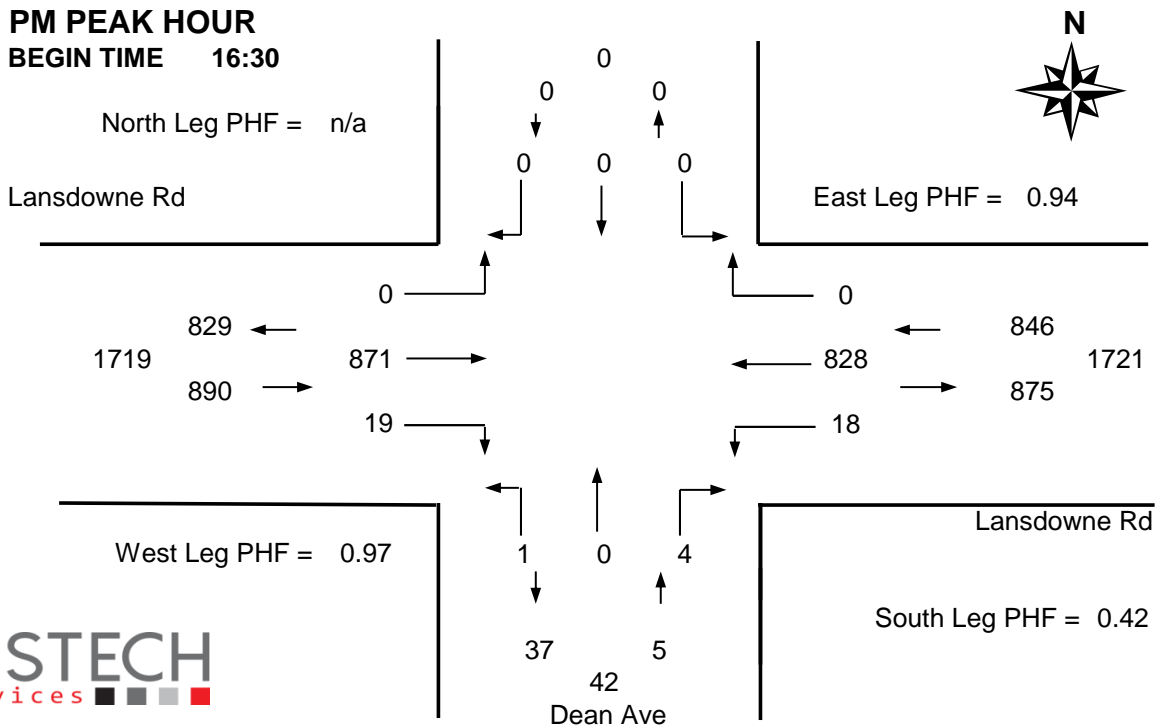 PM PEAK HOUR
N
BEGIN TIME 16:30
0
0 0
North Leg PHF = n/a
0 0 0
Lansdowne Rd
East Leg PHF = 0.94
0 0
829 846
1719 871 828 1721
890 875
19 18
Lansdowne Rd
West Leg PHF = 0.97
1 0 4
South Leg PHF = 0.42
STECH
37 5
vices
42
Dean Ave